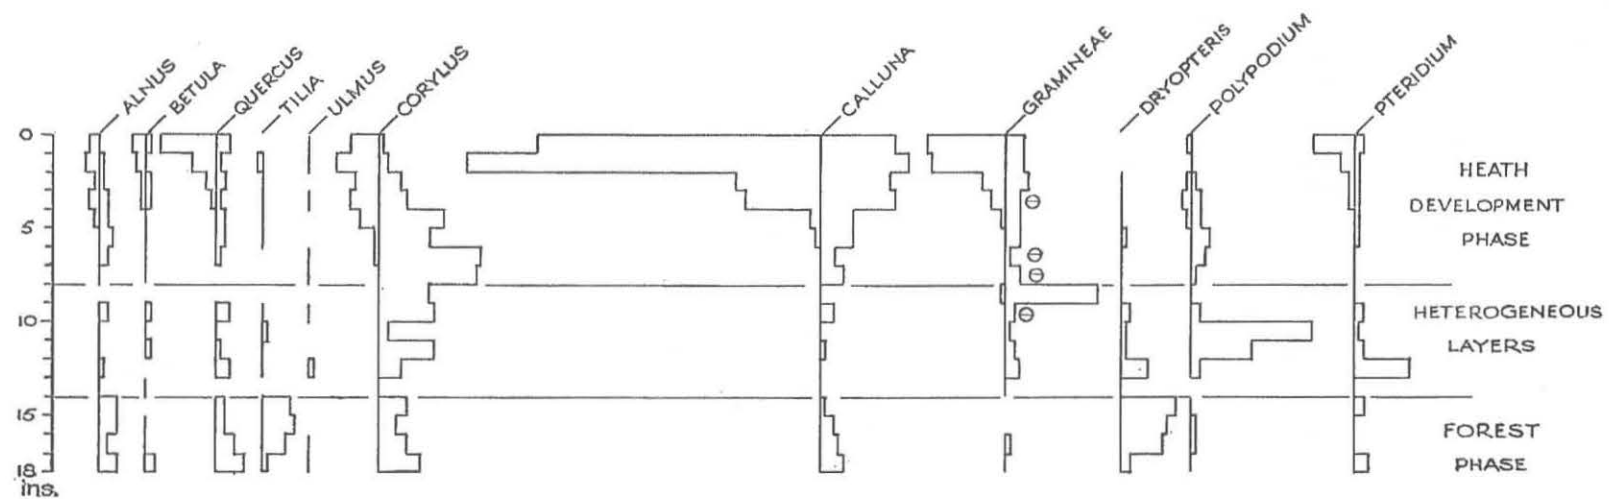 ALNUS
BETULA
QUERCUS
TILIA
ULMUS
CORYLUS
CALLUNA
GRAMINEAE
DRYOPTERIS
POLYPODIUM
PTERIDIUM
0
5
10
15
18
ins.
HEATH
DEVELOPMENT
PHASE
HETEROGENEOUS
LAYERS
FOREST
PHASE